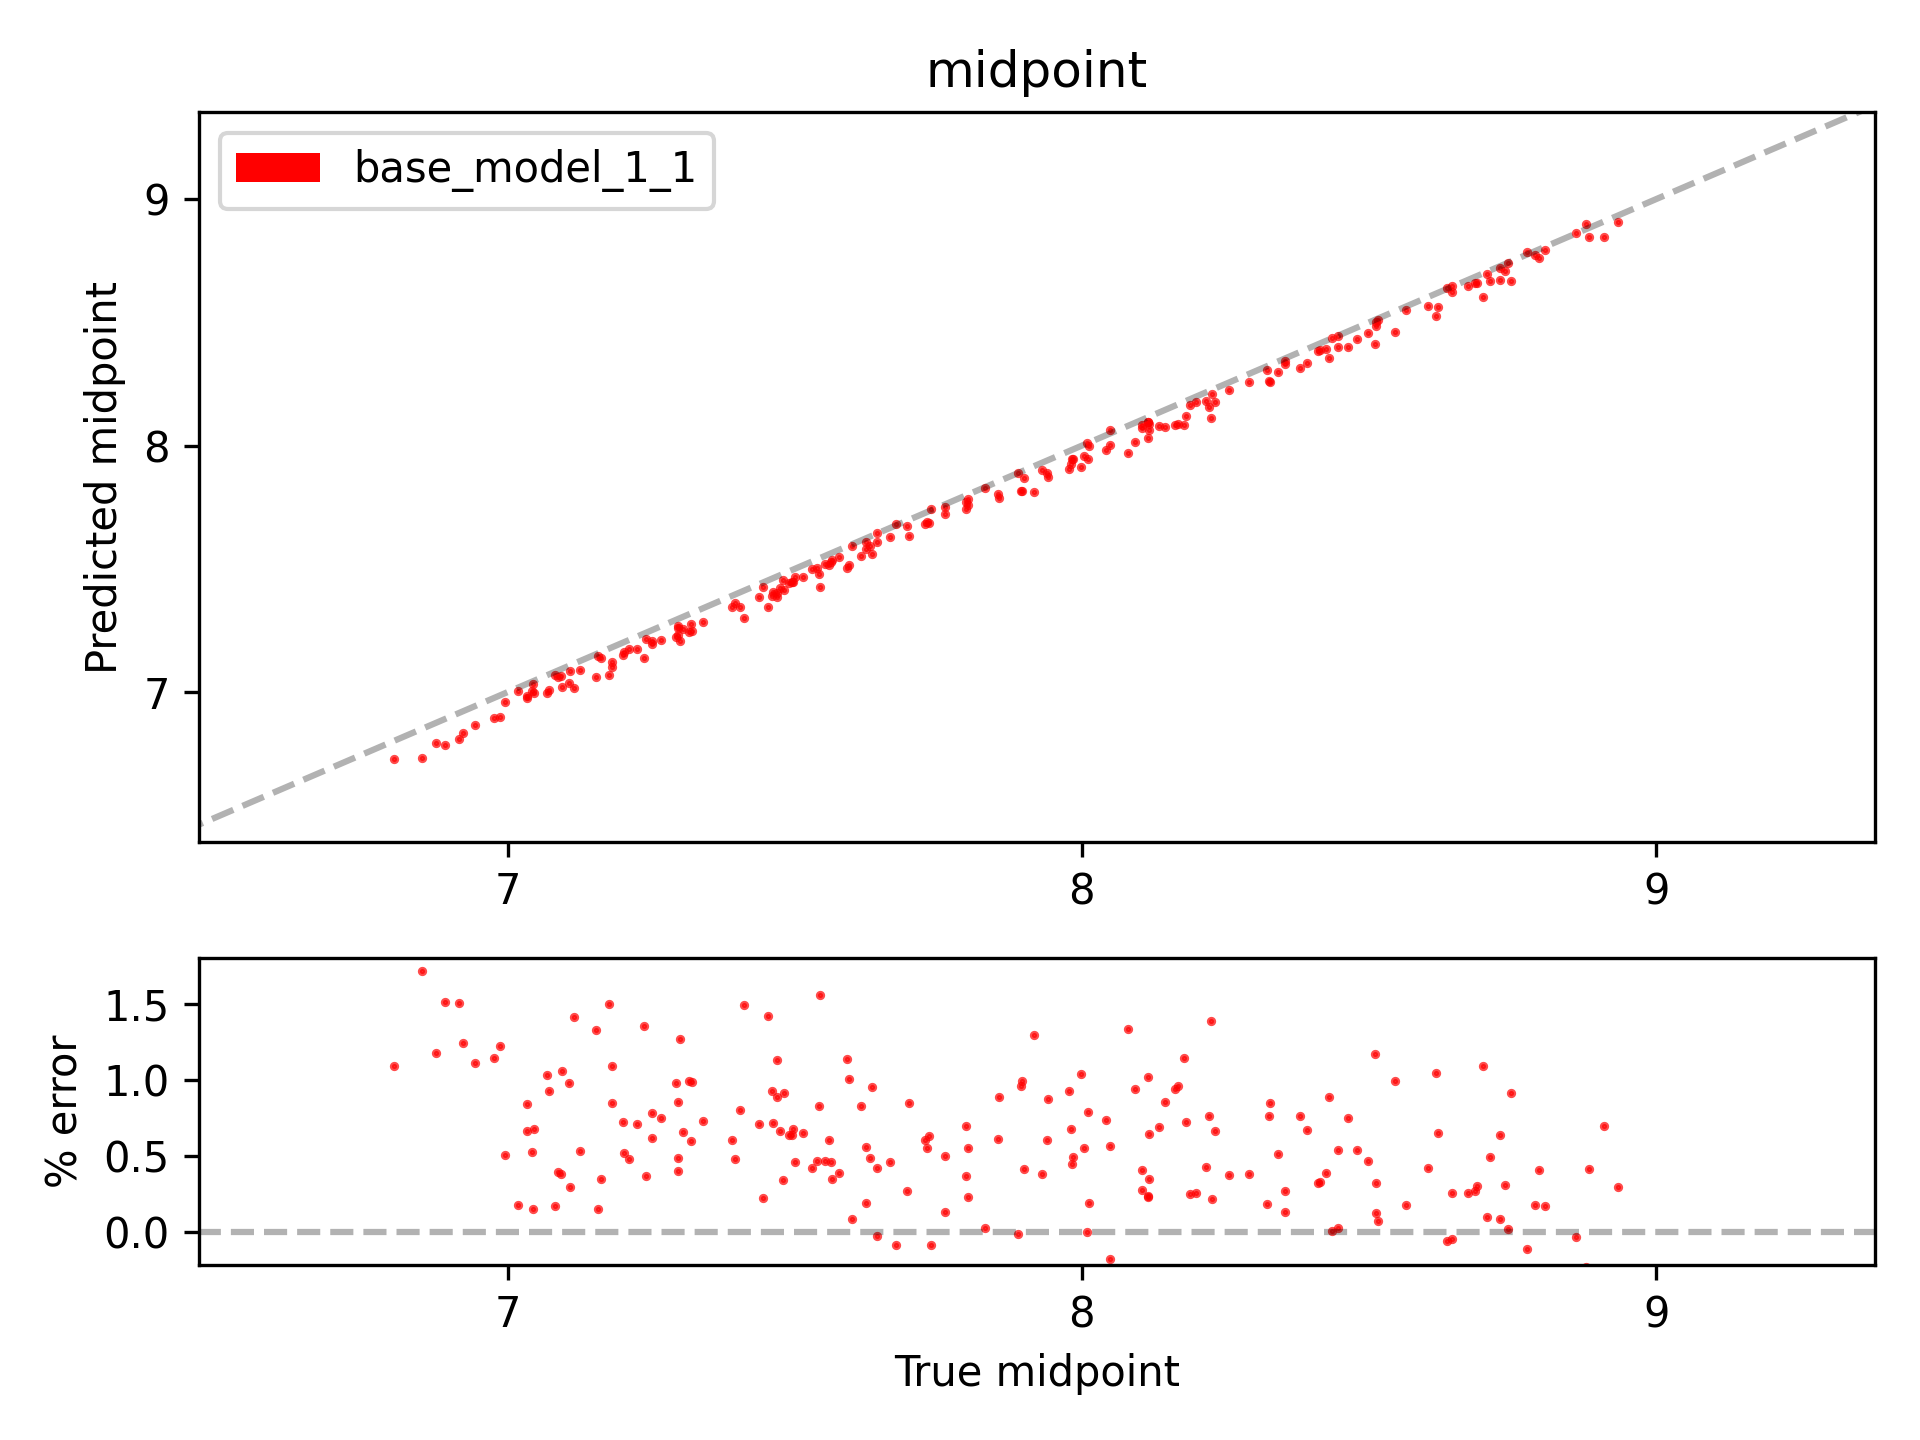 midpoint
base_model_1_1
Predicted midpoint
9
8
7
7 8 9
% error
1.5
1.0
0.5
0.0
7 8 9
True midpoint